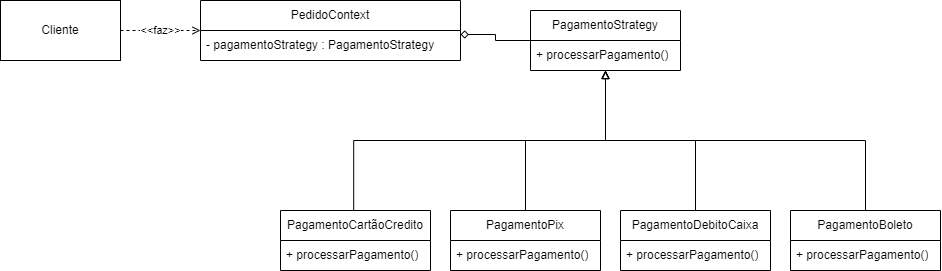 Cliente
<<faz>>
PedidoContext
- pagamentoStrategy : PagamentoStrategy
PagamentoStrategy
+ processarPagamento()
PagamentoCartãoCredito
+ processarPagamento()
PagamentoPix
+ processarPagamento()
PagamentoDebitoCaixa
+ processarPagamento()
PagamentoBoleto
+ processarPagamento()